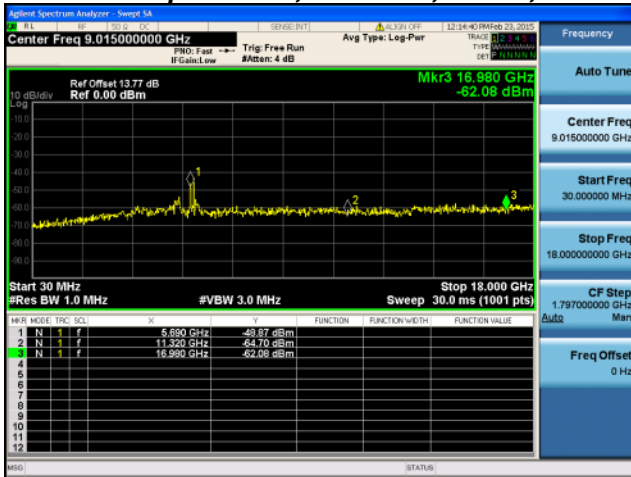 Agilent Spectrum Analyzer - Swept SA
RL RF 50 Ω DC SENSE:INT ALIGN OFF 12:14:40 PM Feb 23, 2015
Center Freq 9.015000000 GHz
PNO: Fast
IFGain:Low
Trig: Free Run
#Atten: 4 dB
Avg Type: Log-Pwr
TRACE 1 2 3 4 5 6
TYPE
DET P N N N N N
Mkr3 16.980 GHz
-62.08 dBm
Ref Offset 13.77 dB
10 dB/div Ref 0.00 dBm
Log
-10.0
-20.0
-30.0
-40.0
-50.0
-60.0
-70.0
-80.0
-90.0
1
2
3
Start 30 MHz Stop 18.000 GHz
#Res BW 1.0 MHz #VBW 3.0 MHz Sweep 30.0 ms (1001 pts)
MKR MODE TRC SCL X Y FUNCTION FUNCTION WIDTH FUNCTION VALUE
1 N 1 f 5.690 GHz -48.87 dBm
2 N 1 f 11.320 GHz -64.70 dBm
3 N 1 f 16.980 GHz -62.08 dBm
4
5
6
7
8
9
10
11
12
MSG STATUS
Frequency
Auto Tune
Center Freq
9.015000000 GHz
Start Freq
30.000000 MHz
Stop Freq
18.000000000 GHz
CF Step
1.797000000 GHz
Auto Man
Freq Offset
0 Hz